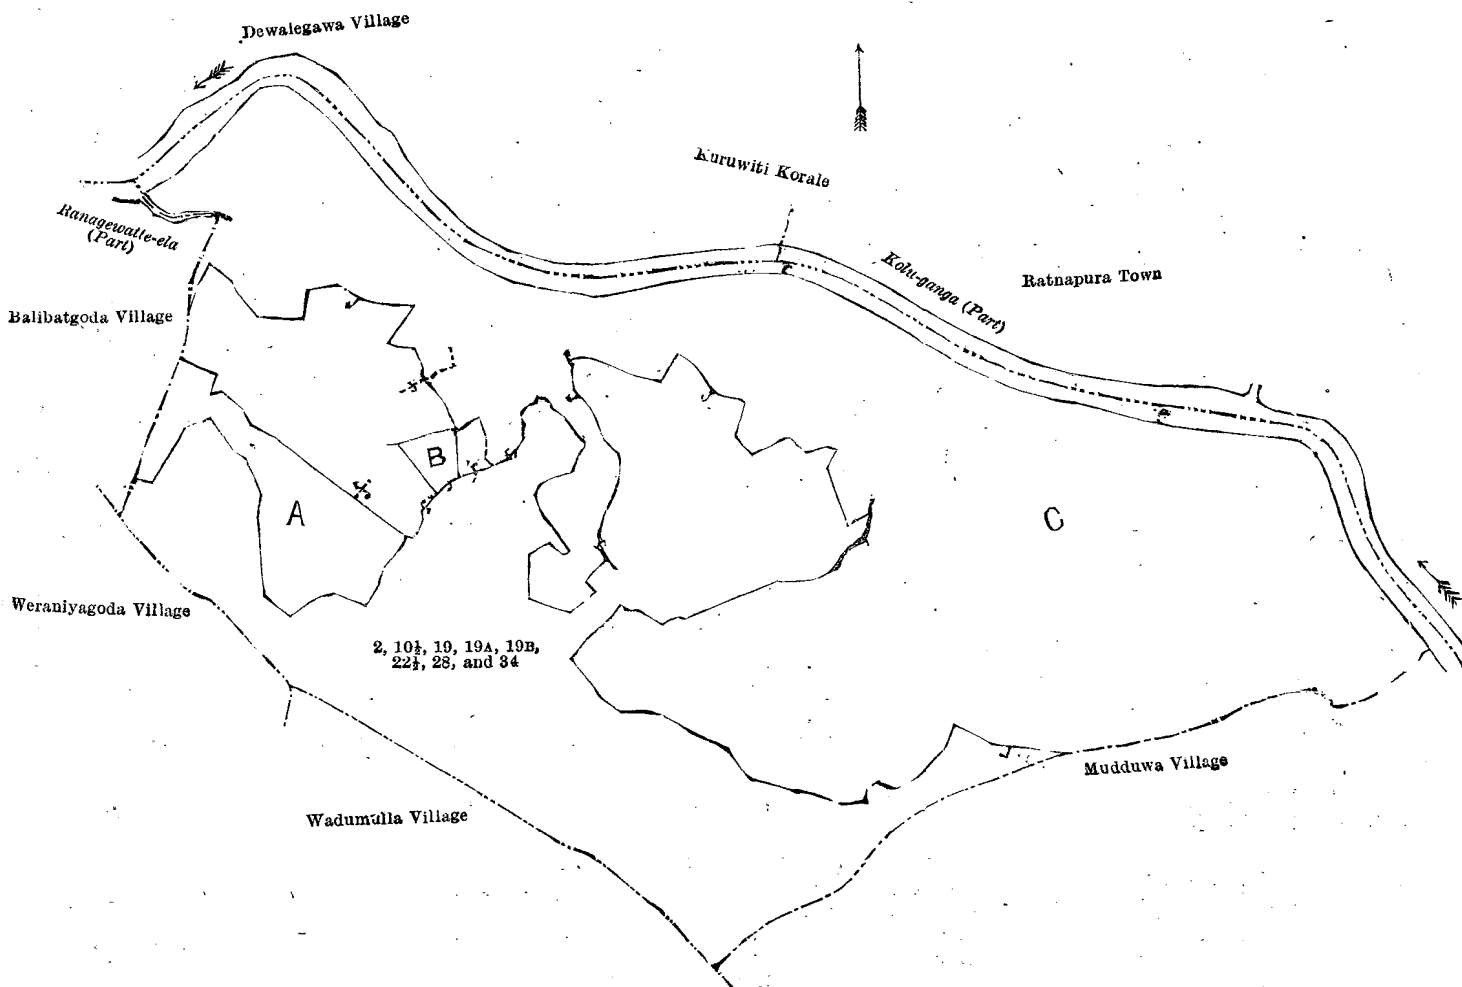 Dewalegawa Village
Kuruwiti Korale
Ranagewatte-ela
(Part)
Kolu-ganga (Part)
Ratnapura Town
Balibatgoda Village
B
A
C
Weraniyagoda Village
2, 10½, 19, 19A, 19B,
22½, 28, and 34
Mudduwa Village
Wadumulla Village